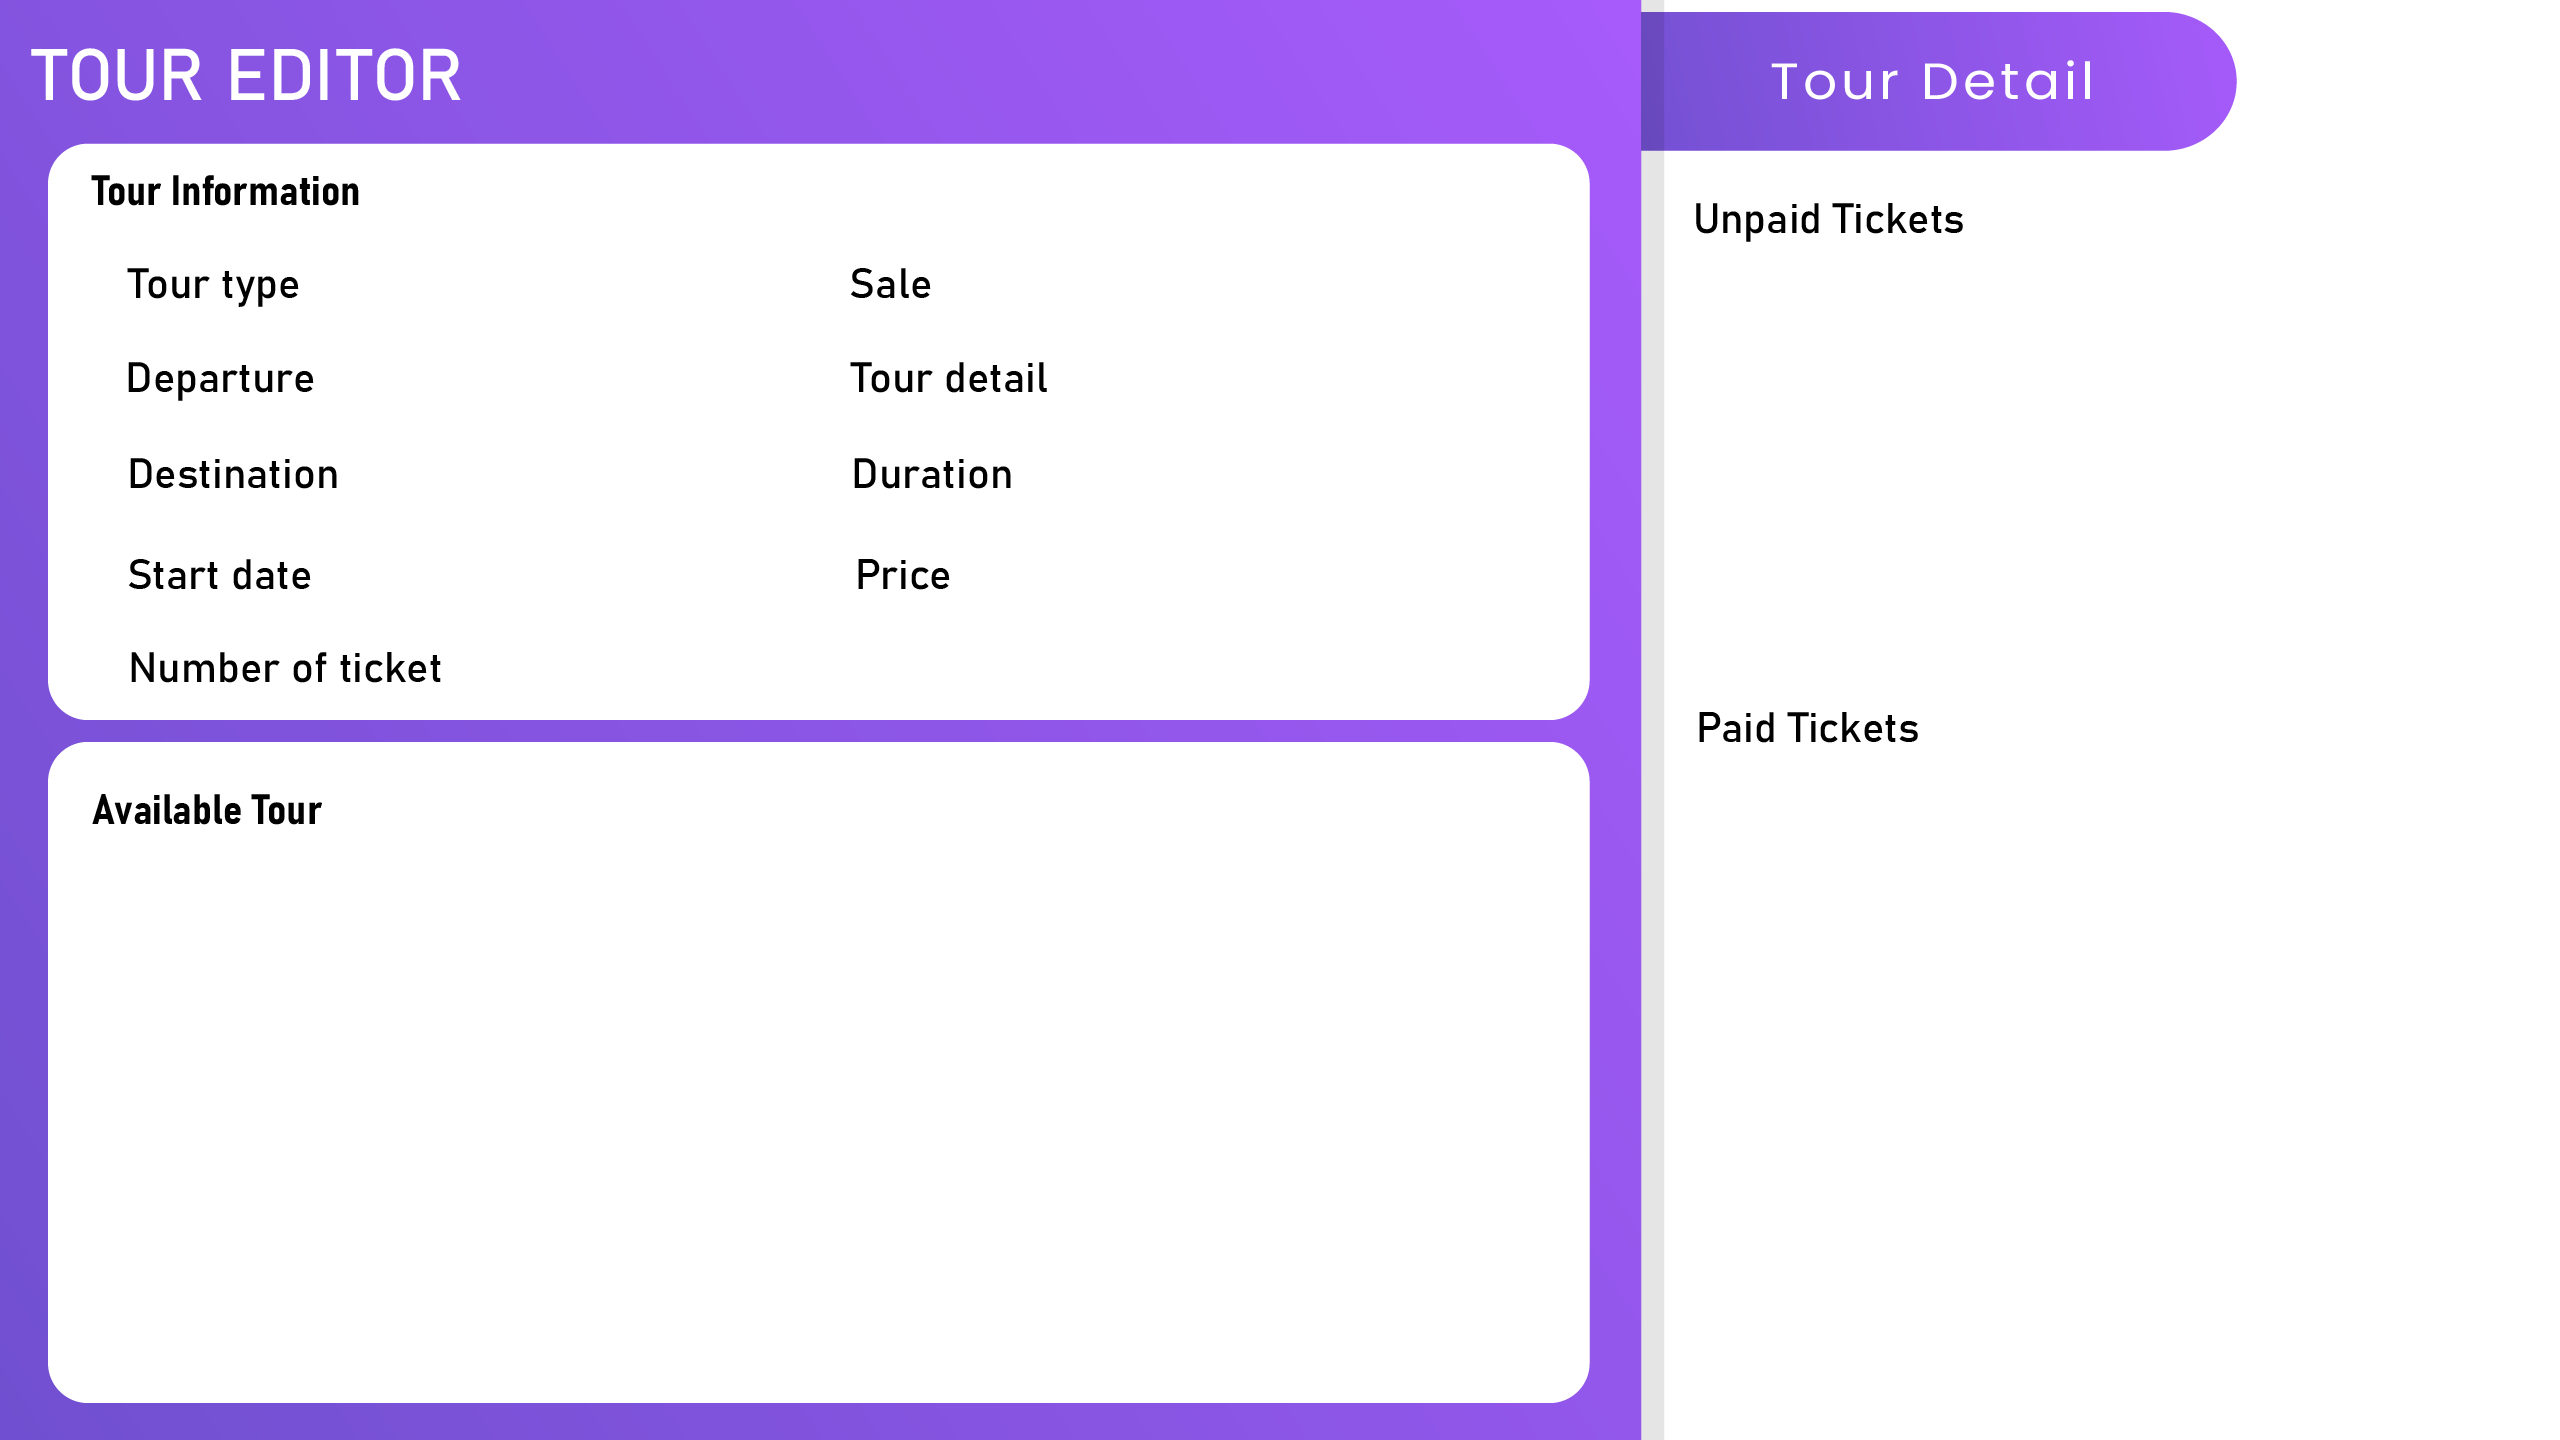 TOUR EDITOR
Tour Information
Tour type
Departure
Destination
Start date
Number of ticket
Sale
Tour detail
Duration
Price
Available Tour
Tour Detail
Unpaid Tickets
Paid Tickets